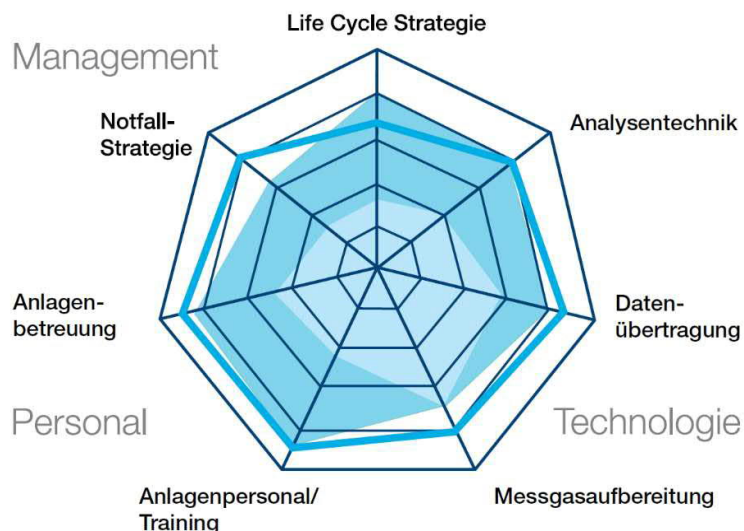 Life Cycle Strategie
Management
Notfall-
Strategie
Analysentechnik
Anlagen-
betreuung
Daten-
übertragung
Personal
Technologie
Anlagenpersonal/
Training
Messgasaufbereitung